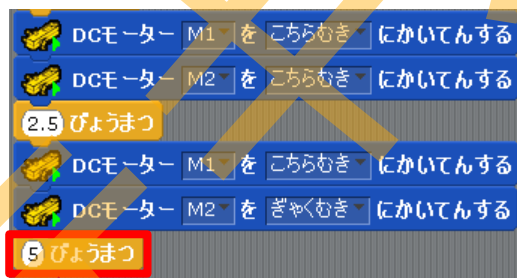 DCモーター M1 を こちらむき にかいてんする
DCモーター M2 を こちらむき にかいてんする
2.5 びょうまつ
DCモーター M1 を こちらむき にかいてんする
DCモーター M2 を ぎゃくむき にかいてんする
5 びょうまつ